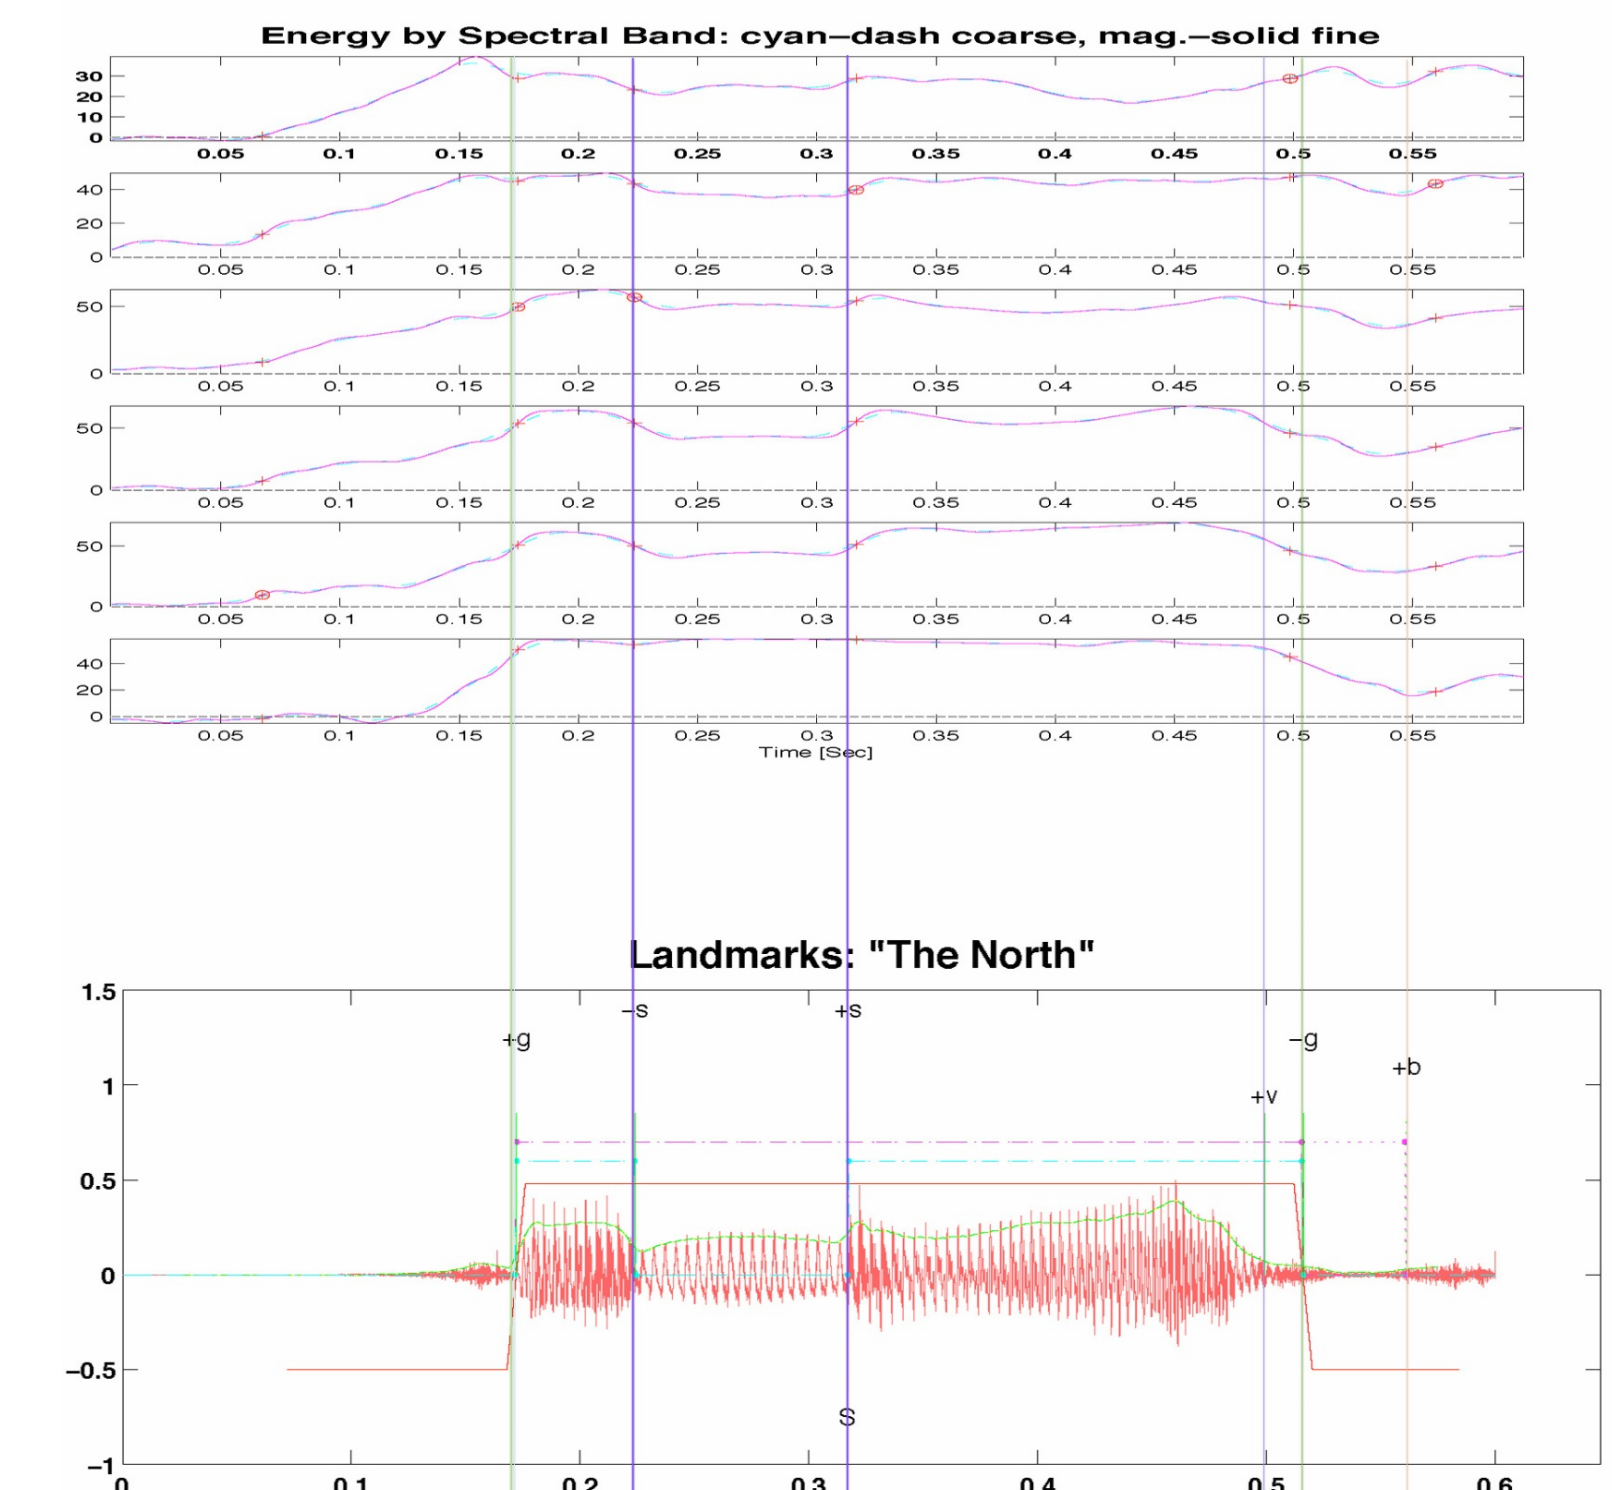 Energy by Spectral Band: cyan–dash coarse, mag.–solid fine
30
20
10
0
0.05 0.1 0.15 0.2 0.25 0.3 0.35 0.4 0.45 0.5 0.55
40
20
0
0.05 0.1 0.15 0.2 0.25 0.3 0.35 0.4 0.45 0.5 0.55
50
0
0.05 0.1 0.15 0.2 0.25 0.3 0.35 0.4 0.45 0.5 0.55
50
0
0.05 0.1 0.15 0.2 0.25 0.3 0.35 0.4 0.45 0.5 0.55
50
0
0.05 0.1 0.15 0.2 0.25 0.3 0.35 0.4 0.45 0.5 0.55
40
20
0
0.05 0.1 0.15 0.2 0.25 0.3 0.35 0.4 0.45 0.5 0.55
Time [Sec]
Landmarks: "The North"
1.5
–s +s
+g –g
+b
1
+v
0.5
0
–0.5
S
–1
0 0.1 0.2 0.3 0.4 0.5 0.6